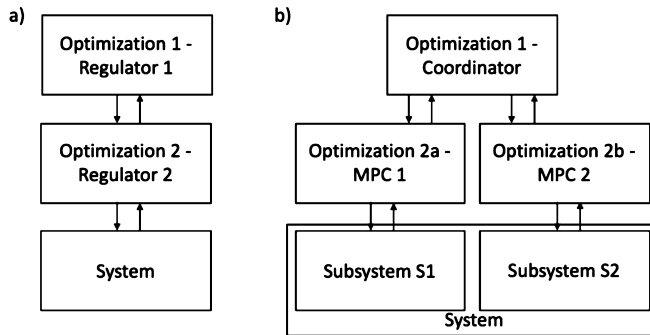 a)
Optimization 1 -
Regulator 1
Optimization 2 -
Regulator 2
System
b)
Optimization 1 -
Coordinator
Optimization 2a -
MPC 1
Optimization 2b -
MPC 2
Subsystem S1
Subsystem S2
System